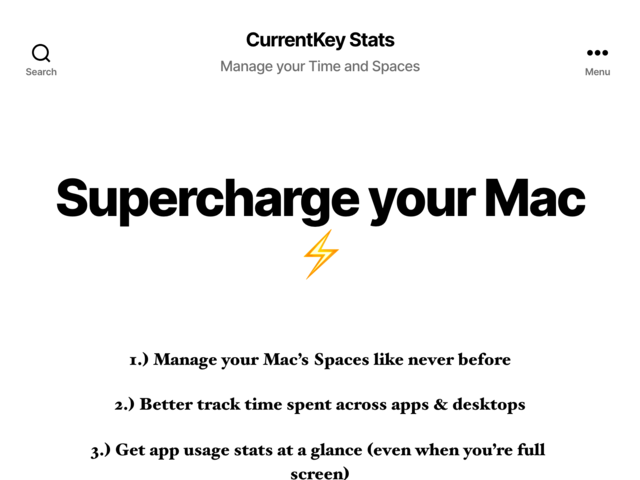 CurrentKey Stats
Manage your Time and Spaces
Search
Menu
Supercharge your Mac
⚡
1.) Manage your Mac’s Spaces like never before
2.) Better track time spent across apps & desktops
3.) Get app usage stats at a glance (even when you’re full
screen)